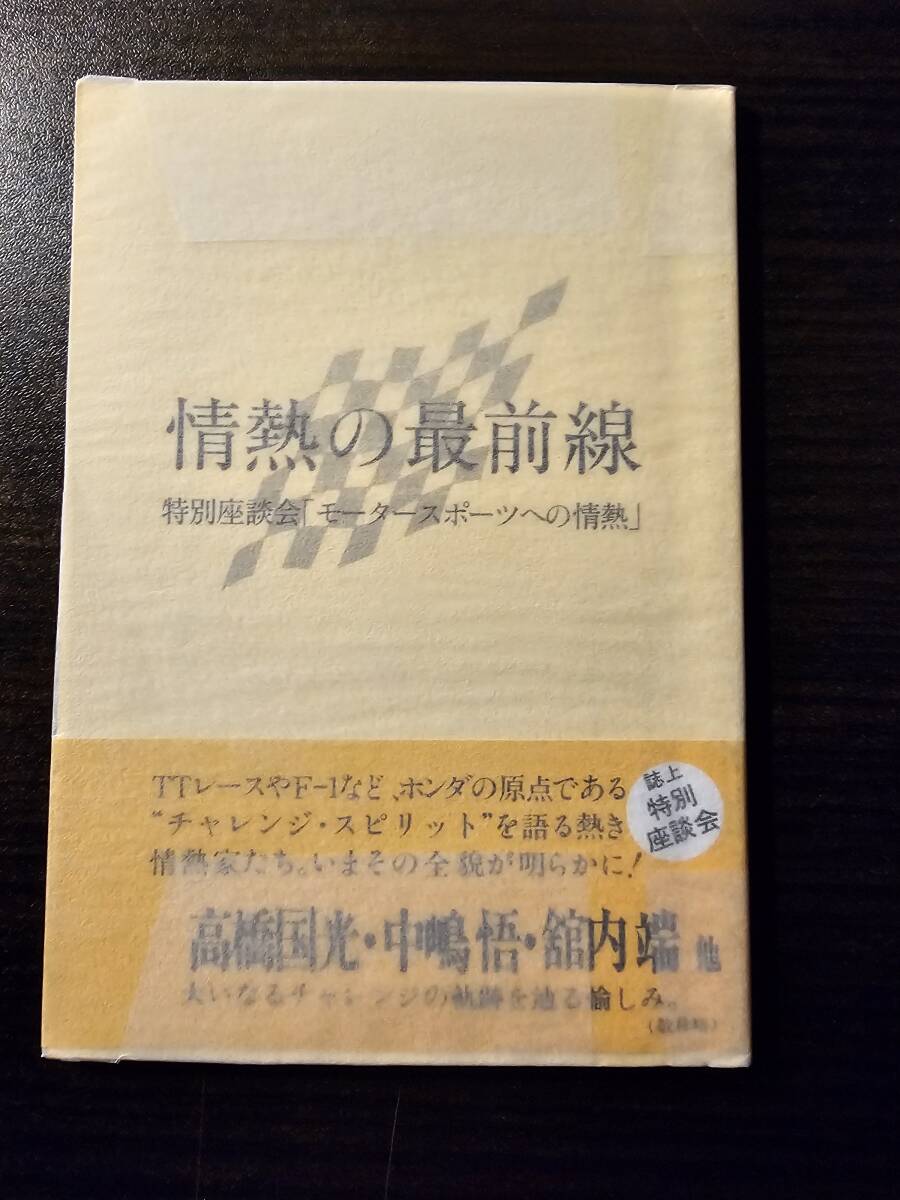 情熱の最前線
特別座談会「モータースポーツへの情熱」
TTレースやF-1など、ホンダの原点である
“チャレンジ・スピリット”を語る熱き
情熱家たち。いまその全貌が明らかに!
誌上
特別
座談会
高橋国光・中嶋悟・舘内端 他
大いなるチャレンジの軌跡を辿る愉しみ。
(敬称略)